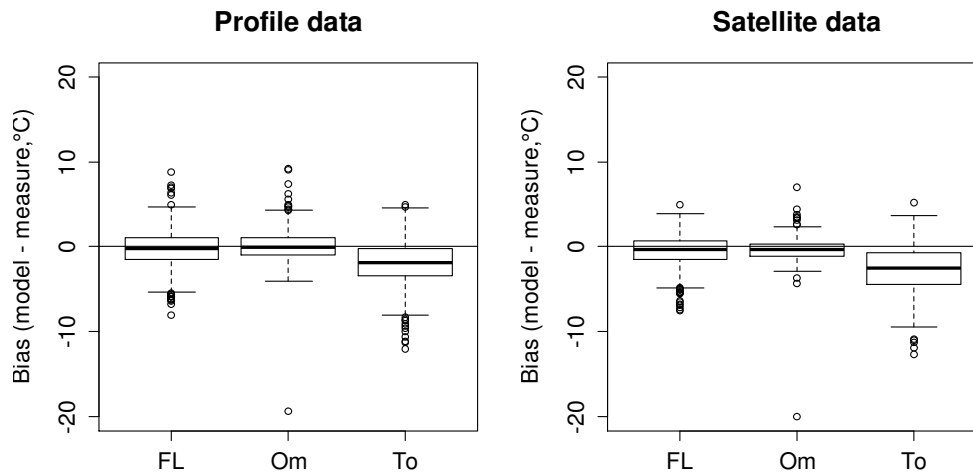 Profile data
Bias (model - measure,°C)
20
10
0
-10
-20
FL Om To
Satellite data
Bias (model - measure,°C)
20
10
0
-10
-20
FL Om To